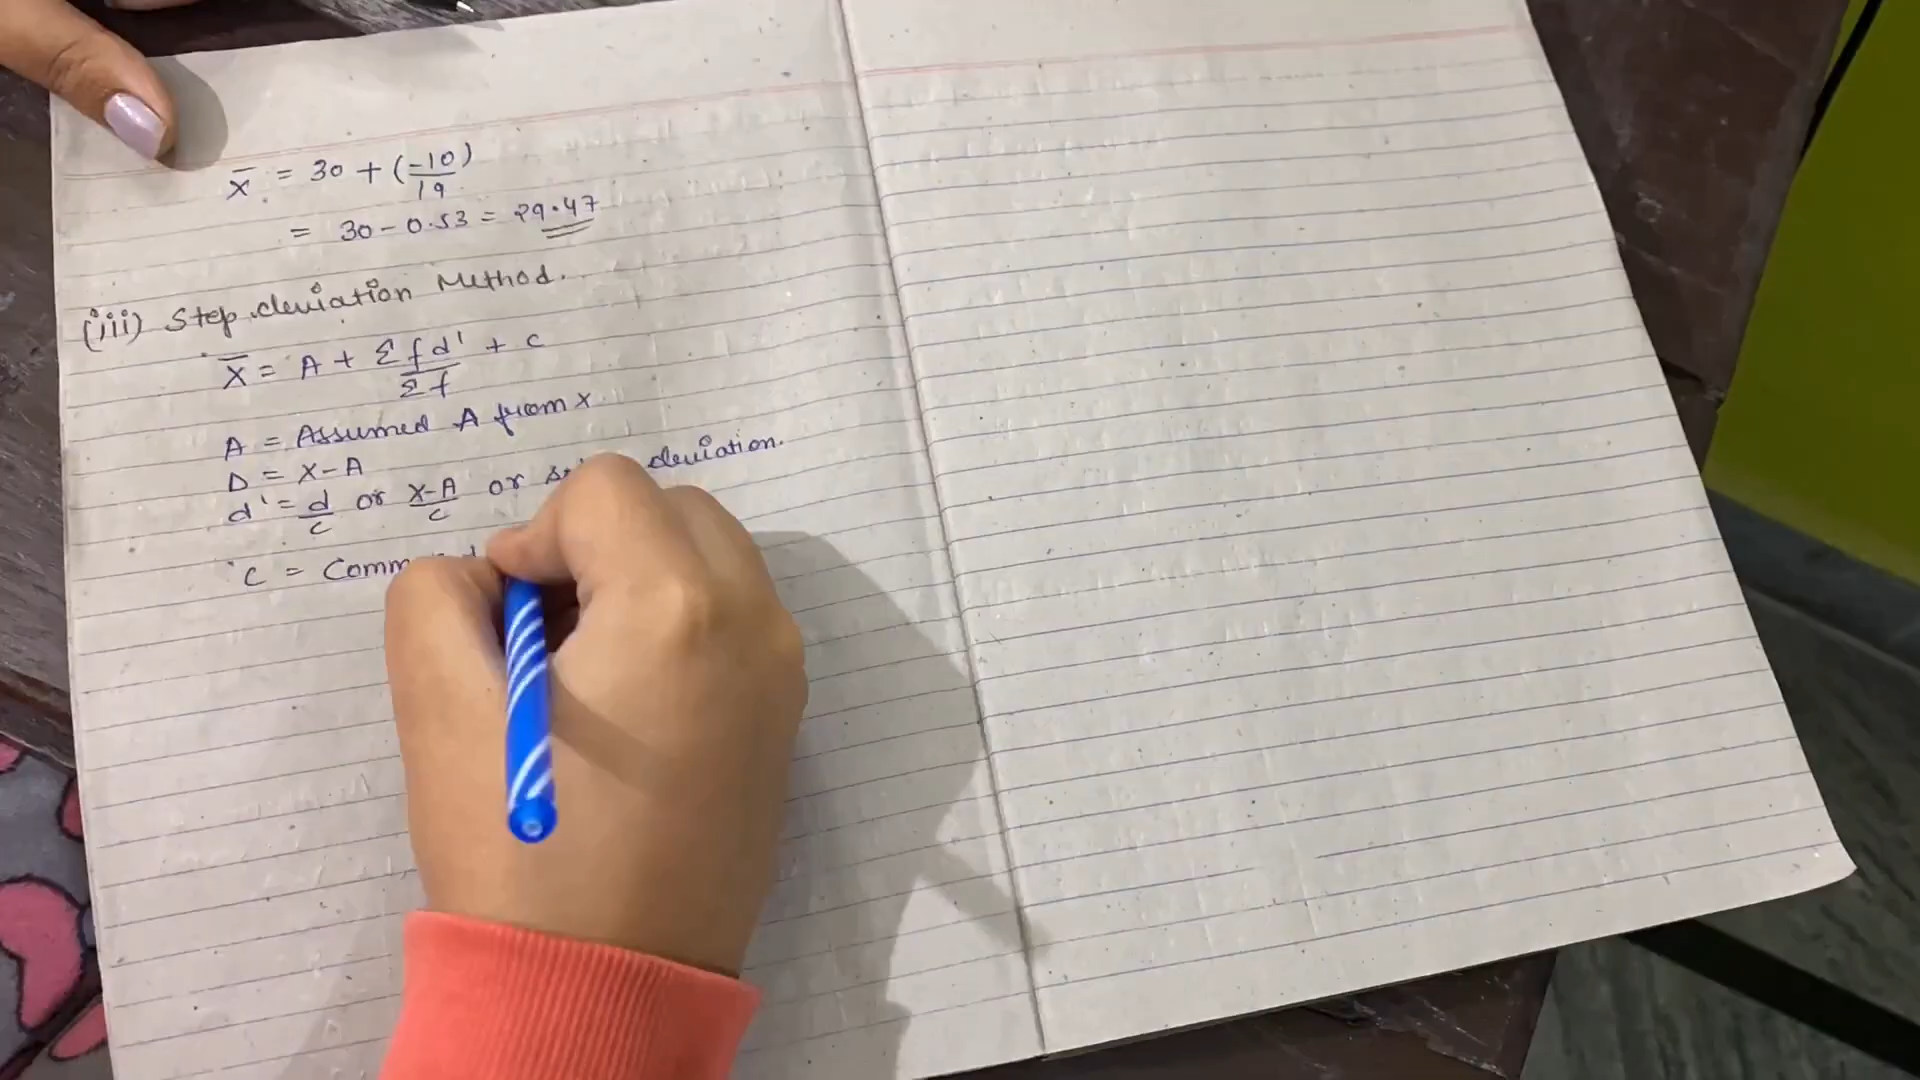 x̄ = 30 + (-10/19)
= 30 - 0.53 = 29.47
(iii) Step deviation Method.
X̄ = A + Σfd'/Σf + c
A = Assumed A from x
D = x-A
d' = d/c or x-A/c or deviation.
c =